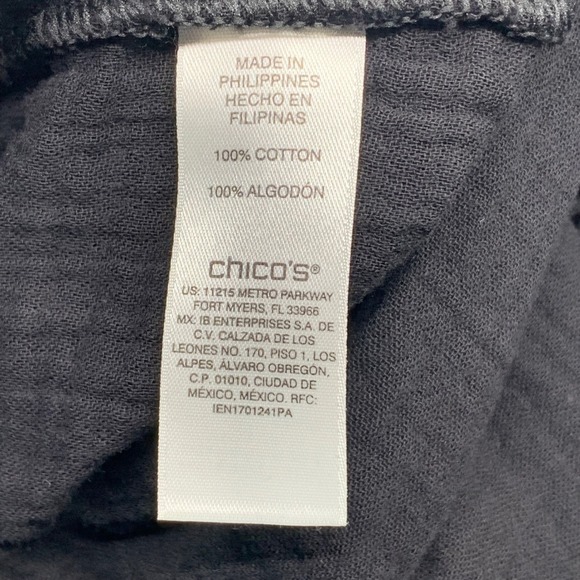 MADE IN
PHILIPPINES
HECHO EN
FILIPINAS
100% COTTON
100% ALGODÓN
chico's®
US: 11215 METRO PARKWAY
FORT MYERS, FL 33966
MX: IB ENTERPRISES S.A. DE
C.V. CALZADA DE LOS
LEONES NO. 170, PISO 1, LOS
ALPES, ÁLVARO OBREGÓN,
C.P. 01010, CIUDAD DE
MÉXICO, MÉXICO. RFC:
IEN1701241PA